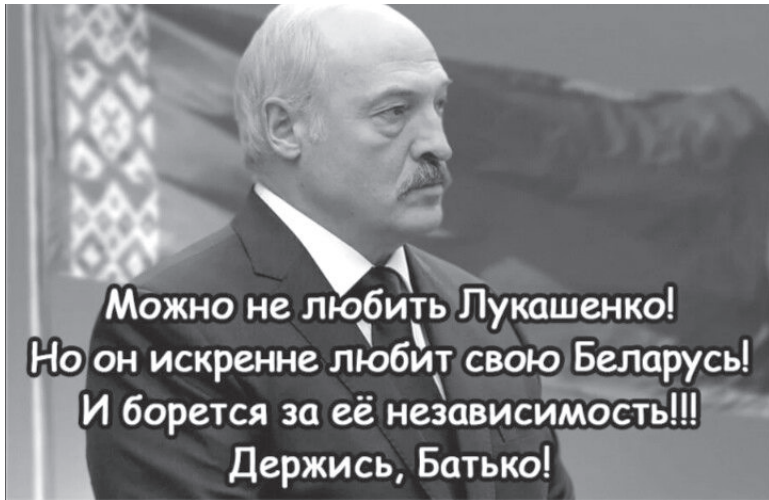 Можно не любить Лукашенко!
Но он искренне любит свою Беларусь!
И борется за её независимость!!!
Держись, Батько!